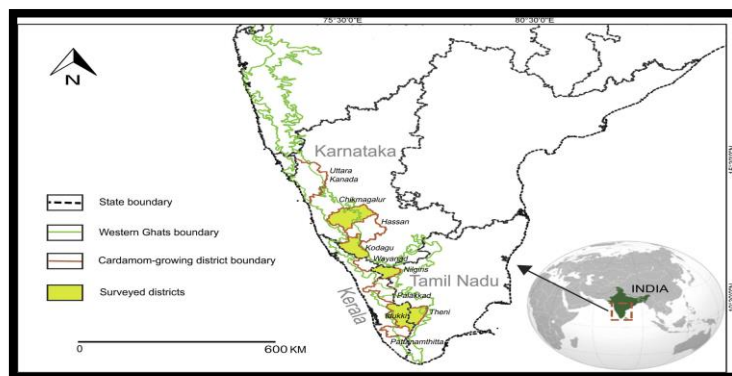 75°30'0"E
80°30'0"E
N
Karnataka
Uttara
Kanada
Chikmagalur
Hassan
State boundary
Western Ghats boundary
Kodagu
Wayanad
Cardamom-growing district boundary
Nilgiris
Tamil Nadu
Surveyed districts
Palakkad
Kerala
Idukki
Theni
INDIA
Pattanamthitta
600 KM
0